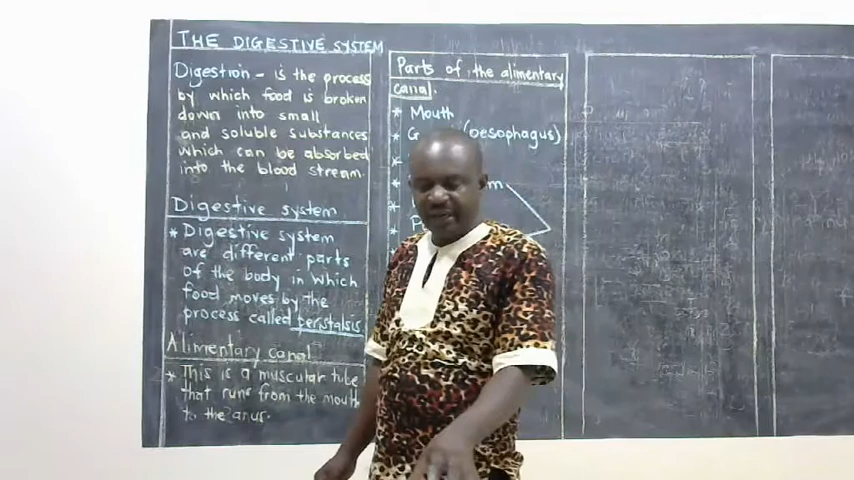 THE DIGESTIVE SYSTEM
Digestion - is the process
by which food is broken
down into small
and soluble substances
which can be absorbed
into the blood stream.
Digestive system
* Digestive system
are the different parts
of the body in which
food moves by the
process called peristalsis
Alimentary Canal
* This is a muscular tube
that runs from the mouth
to the anus.
Parts of the alimentary
canal.
* Mouth
(oesophagus)